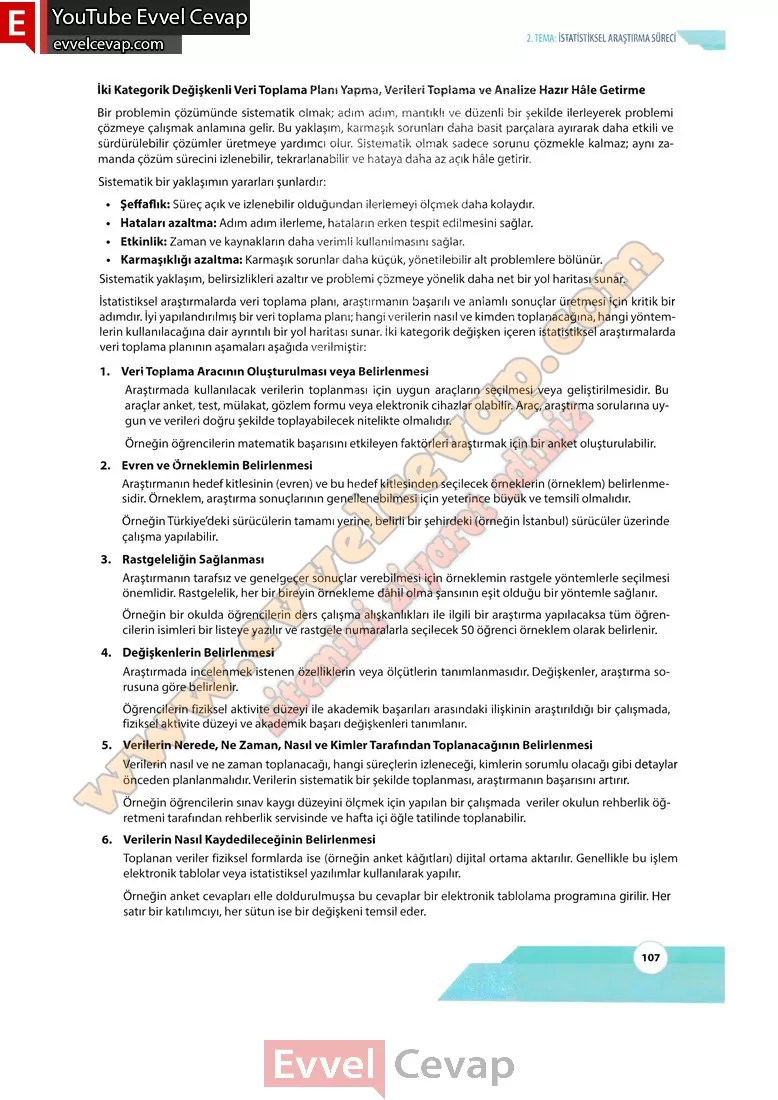 E
YouTube Evvel Cevap
evvelcevap.com
2. TEMA: İSTATİSTİKSEL ARAŞTIRMA SÜRECİ
İki Kategorik Değişkenli Veri Toplama Planı Yapma, Verileri Toplama ve Analize Hazır Hâle Getirme
Bir problemin çözümünde sistematik olmak; adım adım, mantıklı ve düzenli bir şekilde ilerleyerek problemi
çözmeye çalışmak anlamına gelir. Bu yaklaşım, karmaşık sorunları daha basit parçalara ayırarak daha etkili ve
sürdürülebilir çözümler üretmeye yardımcı olur. Sistematik olmak sadece sorunu çözmekle kalmaz; aynı za-
manda çözüm sürecini izlenebilir, tekrarlanabilir ve hataya daha az açık hâle getirir.
Sistematik bir yaklaşımın yararları şunlardır:
• Şeffaflık: Süreç açık ve izlenebilir olduğundan ilerlemeyi ölçmek daha kolaydır.
• Hataları azaltma: Adım adım ilerleme, hataların erken tespit edilmesini sağlar.
• Etkinlik: Zaman ve kaynakların daha verimli kullanılmasını sağlar.
• Karmaşıklığı azaltma: Karmaşık sorunlar daha küçük, yönetilebilir alt problemlere bölünür.
Sistematik yaklaşım, belirsizlikleri azaltır ve problemi çözmeye yönelik daha net bir yol haritası sunar.
İstatistiksel araştırmalarda veri toplama planı, araştırmanın başarılı ve anlamlı sonuçlar üretmesi için kritik bir
adımdır. İyi yapılandırılmış bir veri toplama planı; hangi verilerin nasıl ve kimden toplanacağına, hangi yöntem-
lerin kullanılacağına dair ayrıntılı bir yol haritası sunar. İki kategorik değişken içeren istatistiksel araştırmalarda
veri toplama planının aşamaları aşağıda verilmiştir:
1. Veri Toplama Aracının Oluşturulması veya Belirlenmesi
Araştırmada kullanılacak verilerin toplanması için uygun araçların seçilmesi veya geliştirilmesidir. Bu
araçlar anket, test, mülakat, gözlem formu veya elektronik cihazlar olabilir. Araç, araştırma sorularına uy-
gun ve verileri doğru şekilde toplayabilecek nitelikte olmalıdır.
Örneğin öğrencilerin matematik başarısını etkileyen faktörleri araştırmak için bir anket oluşturulabilir.
2. Evren ve Örneklemin Belirlenmesi
Araştırmanın hedef kitlesinin (evren) ve bu hedef kitlesinden seçilecek örneklerin (örneklem) belirlenme-
sidir. Örneklem, araştırma sonuçlarının genellenebilmesi için yeterince büyük ve temsilî olmalıdır.
Örneğin Türkiye'deki sürücülerin tamamı yerine, belirli bir şehirdeki (örneğin İstanbul) sürücüler üzerinde
çalışma yapılabilir.
3. Rastgeleliğin Sağlanması
Araştırmanın tarafsız ve genelgeçer sonuçlar verebilmesi için örneklemin rastgele yöntemlerle seçilmesi
önemlidir. Rastgelelik, her bir bireyin örnekleme dâhil olma şansının eşit olduğu bir yöntemle sağlanır.
Örneğin bir okulda öğrencilerin ders çalışma alışkanlıkları ile ilgili bir araştırma yapılacaksa tüm öğren-
cilerin isimleri bir listeye yazılır ve rastgele numaralarla seçilecek 50 öğrenci örneklem olarak belirlenir.
4. Değişkenlerin Belirlenmesi
Araştırmada incelenmek istenen özelliklerin veya ölçütlerin tanımlanmasıdır. Değişkenler, araştırma so-
rusuna göre belirlenir.
Öğrencilerin fiziksel aktivite düzeyi ile akademik başarıları arasındaki ilişkinin araştırıldığı bir çalışmada,
fiziksel aktivite düzeyi ve akademik başarı değişkenleri tanımlanır.
5. Verilerin Nerede, Ne Zaman, Nasıl ve Kimler Tarafından Toplanacağının Belirlenmesi
Verilerin nasıl ve ne zaman toplanacağı, hangi süreçlerin izleneceği, kimlerin sorumlu olacağı gibi detaylar
önceden planlanmalıdır. Verilerin sistematik bir şekilde toplanması, araştırmanın başarısını artırır.
Örneğin öğrencilerin sınav kaygı düzeyini ölçmek için yapılan bir çalışmada veriler okulun rehberlik öğ-
retmeni tarafından rehberlik servisinde ve hafta içi öğle tatilinde toplanabilir.
6. Verilerin Nasıl Kaydedileceğinin Belirlenmesi
Toplanan veriler fiziksel formlarda ise (örneğin anket kâğıtları) dijital ortama aktarılır. Genellikle bu işlem
elektronik tablolar veya istatistiksel yazılımlar kullanılarak yapılır.
Örneğin anket cevapları elle doldurulmuşsa bu cevaplar bir elektronik tablolama programına girilir. Her
satır bir katılımcıyı, her sütun ise bir değişkeni temsil eder.
www.evvelcevap.com
sitemizi ziyaret ediniz
107
Evvel Cevap